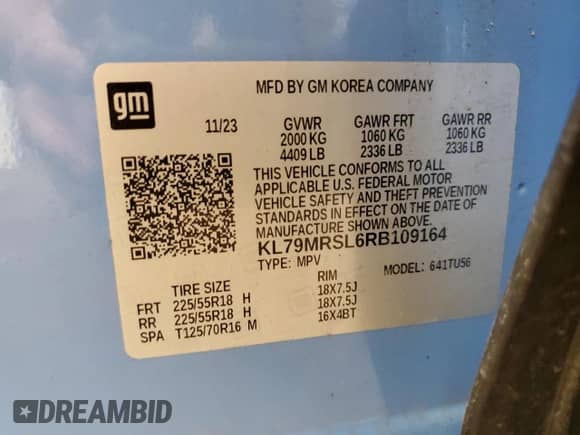 gm
MFD BY GM KOREA COMPANY
11/23 GVWR GAWR FRT GAWR RR
2000 KG 1060 KG 1060 KG
4409 LB 2336 LB 2336 LB
THIS VEHICLE CONFORMS TO ALL
APPLICABLE U.S. FEDERAL MOTOR
VEHICLE SAFETY AND THEFT PREVENTION
STANDARDS IN EFFECT ON THE DATE OF
MANUFACTURE SHOWN ABOVE.
KL79MRSL6RB109164
TYPE: MPV MODEL: 641TU56
TIRE SIZE RIM
FRT 225/55R18 H 18X7.5J
RR 225/55R18 H 18X7.5J
SPA T125/70R16 M 16X4BT
DREAMBID